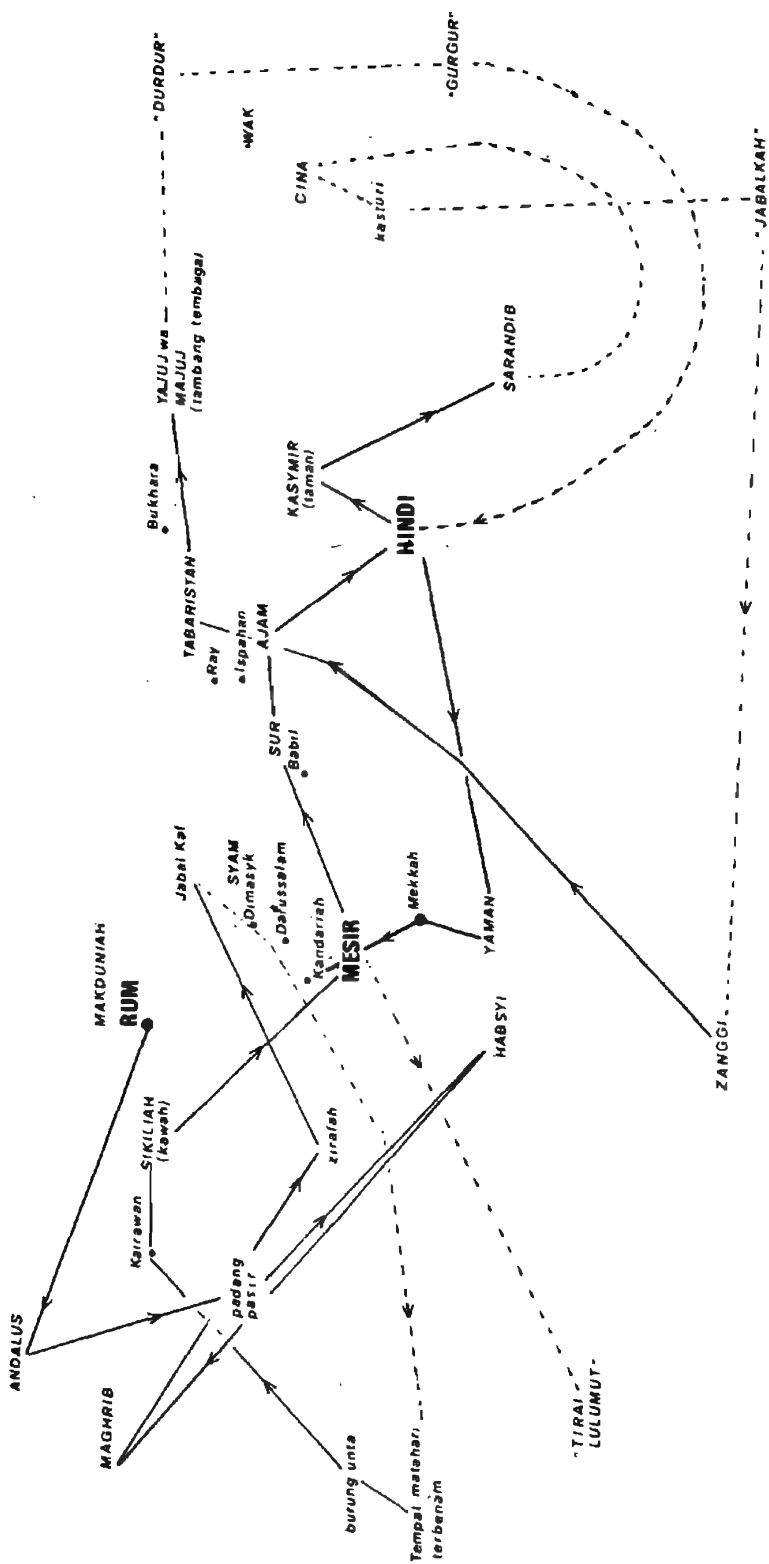 ANDALUS
MAGHRIB
MAKDUNIAH
RUM
Kairawan
SIKILIAH
(kawah)
padang
pasir
burung unta
Tempat matahari
terbenam
zirafah
Jabal Kaf
SYAM
Dimasyk
Darussalam
Kandariah
MESIR
Mekkah
YAMAN
HABSYI
"TIRAI
LULUMUT"
ZANGGI
SUR
Babil
TABARISTAN
Ray
Ispahan
AJAM
Bukhara
YAJUJ wa
MAJUJ
(tambang tembaga)
KASYMIR
(taman)
HINDI
SARANDIB
"DURDUR"
WAK
CINA
kasturi
"GURGUR"
"JABALKAH"